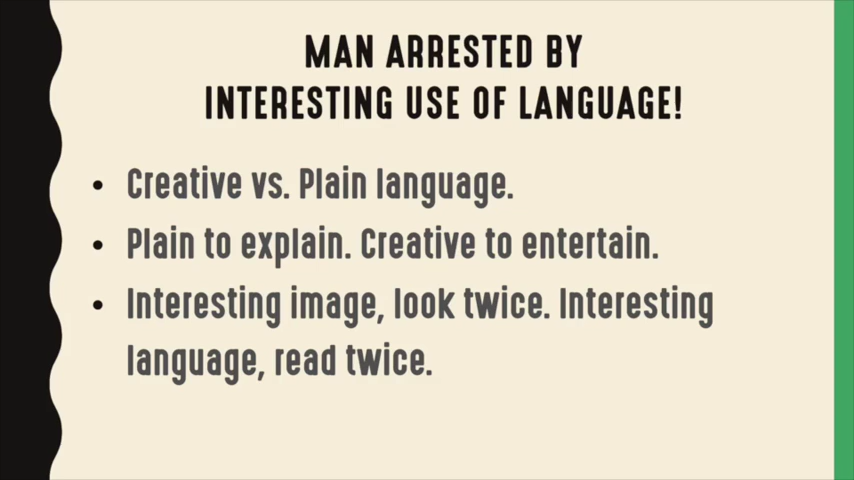 MAN ARRESTED BY
INTERESTING USE OF LANGUAGE!
• Creative vs. Plain language.
• Plain to explain. Creative to entertain.
• Interesting image, look twice. Interesting
language, read twice.